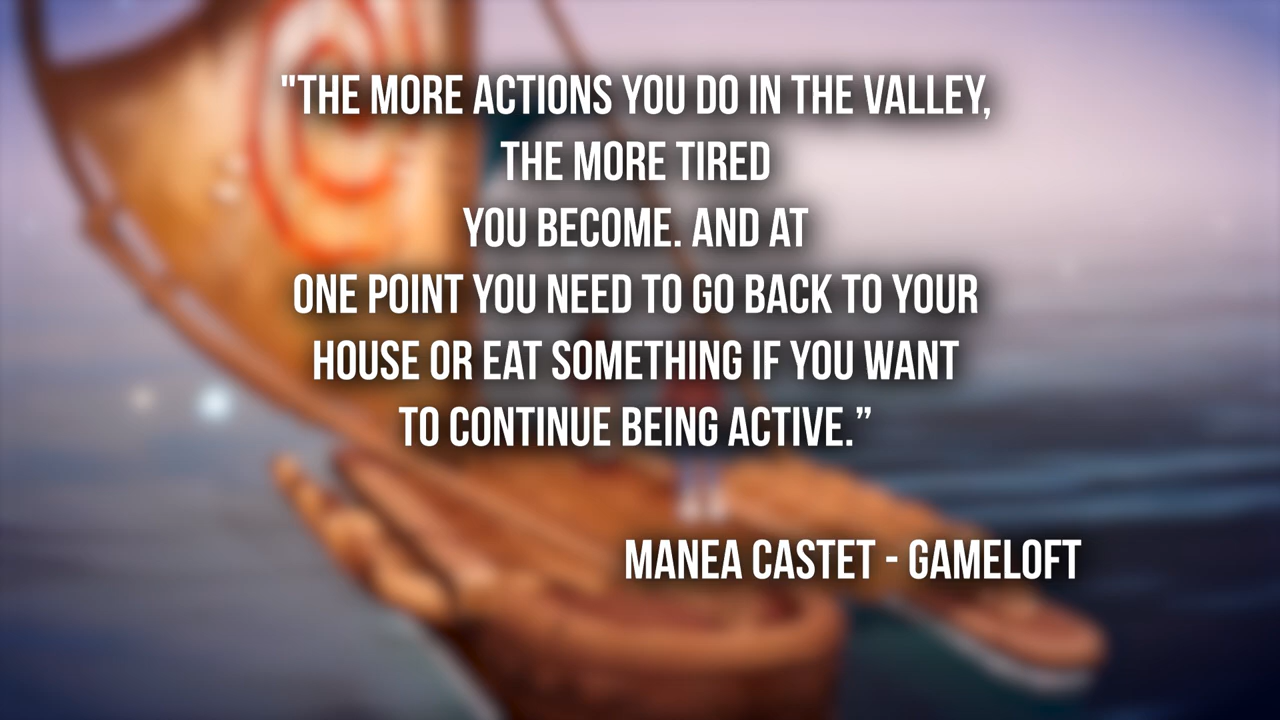 "THE MORE ACTIONS YOU DO IN THE VALLEY,
THE MORE TIRED
YOU BECOME. AND AT
ONE POINT YOU NEED TO GO BACK TO YOUR
HOUSE OR EAT SOMETHING IF YOU WANT
TO CONTINUE BEING ACTIVE.”
MANEA CASTET - GAMELOFT